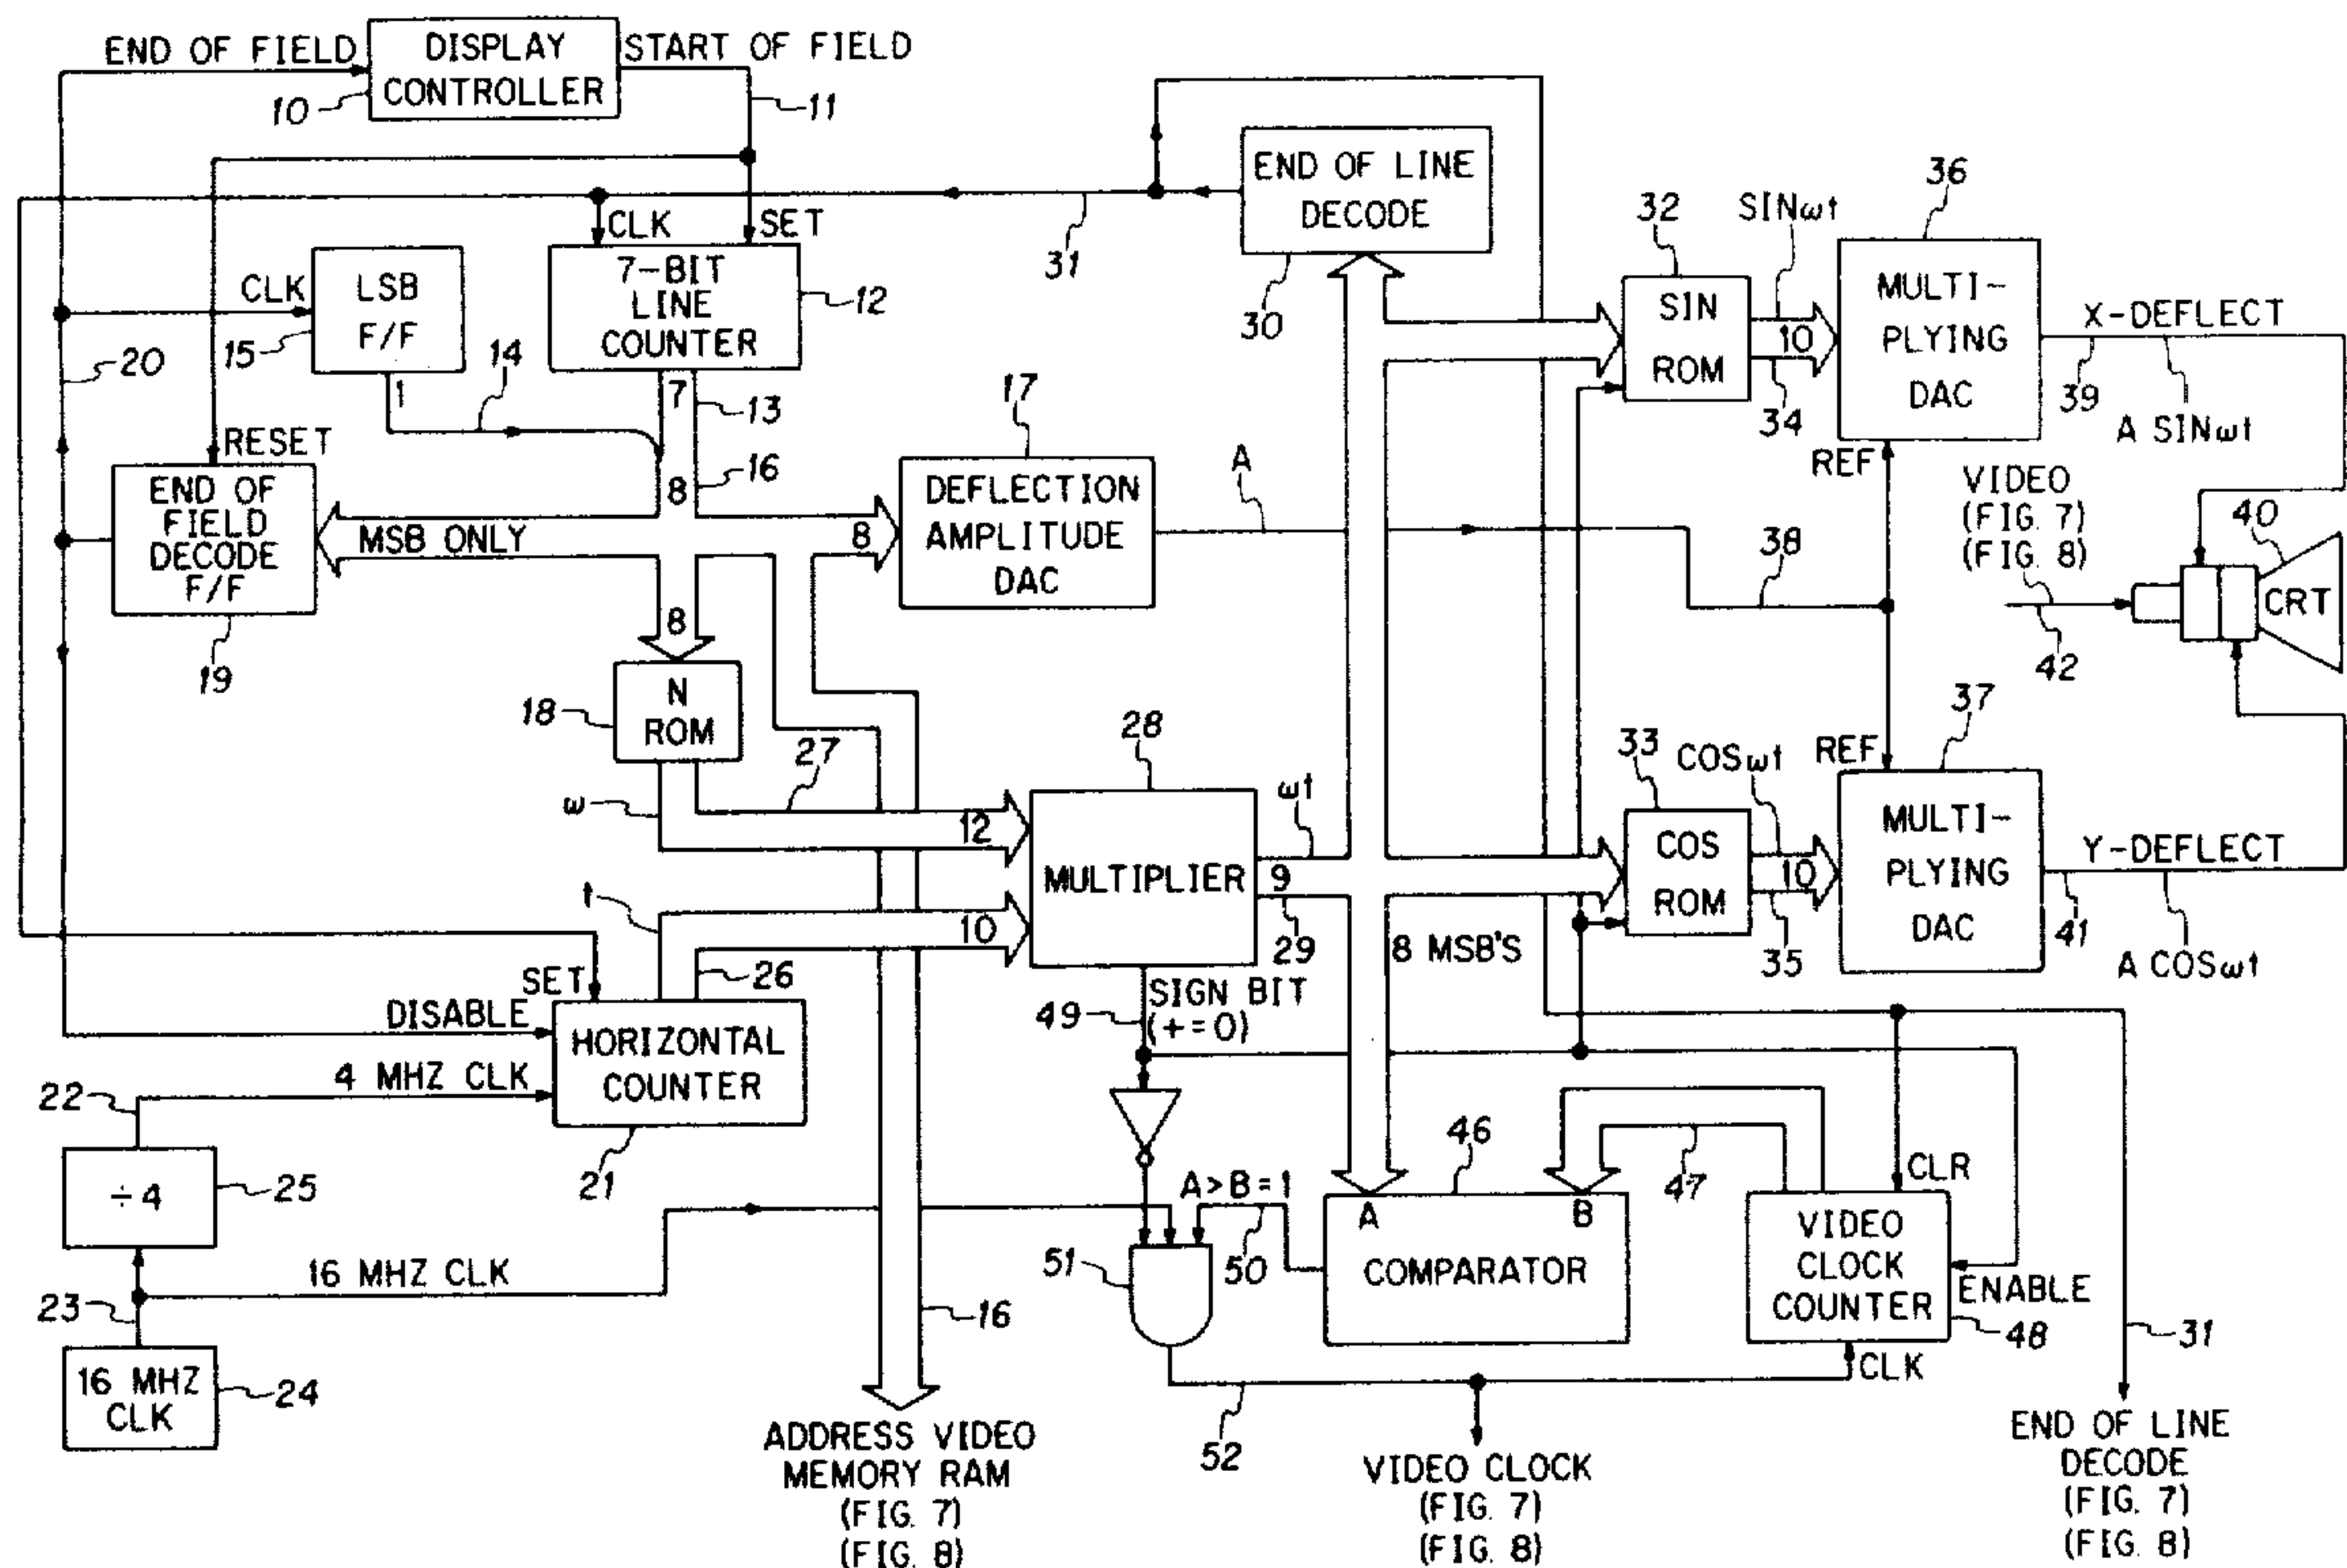 END OF FIELD
DISPLAY
CONTROLLER
START OF FIELD
10
11
END OF LINE
DECODE
30
31
CLK
SET
7-BIT
LINE
COUNTER
12
CLK
LSB
F/F
15
20
1
14
7
13
16
8
RESET
END OF
FIELD
DECODE
F/F
19
MSB ONLY
8
17
DEFLECTION
AMPLITUDE
DAC
A
38
32
SIN
ROM
SINωt
10
34
36
MULTI-
PLYING
DAC
REF
X-DEFLECT
39
A SINωt
VIDEO
(FIG. 7)
(FIG. 8)
40
CRT
42
8
N
ROM
18
27
ω
12
28
MULTIPLIER
ωt
9
29
33
COS
ROM
COSωt
10
35
37
REF
MULTI-
PLYING
DAC
Y-DEFLECT
41
A COSωt
t
10
26
SET
DISABLE
HORIZONTAL
COUNTER
21
4 MHZ CLK
22
÷4
25
16 MHZ CLK
23
16 MHZ
CLK
24
SIGN BIT
(+=0)
49
8 MSB'S
46
A>B=1
50
51
A
B
COMPARATOR
47
CLR
VIDEO
CLOCK
COUNTER
ENABLE
48
CLK
31
16
52
ADDRESS VIDEO
MEMORY RAM
(FIG. 7)
(FIG. 8)
VIDEO CLOCK
(FIG. 7)
(FIG. 8)
END OF LINE
DECODE
(FIG. 7)
(FIG. 8)